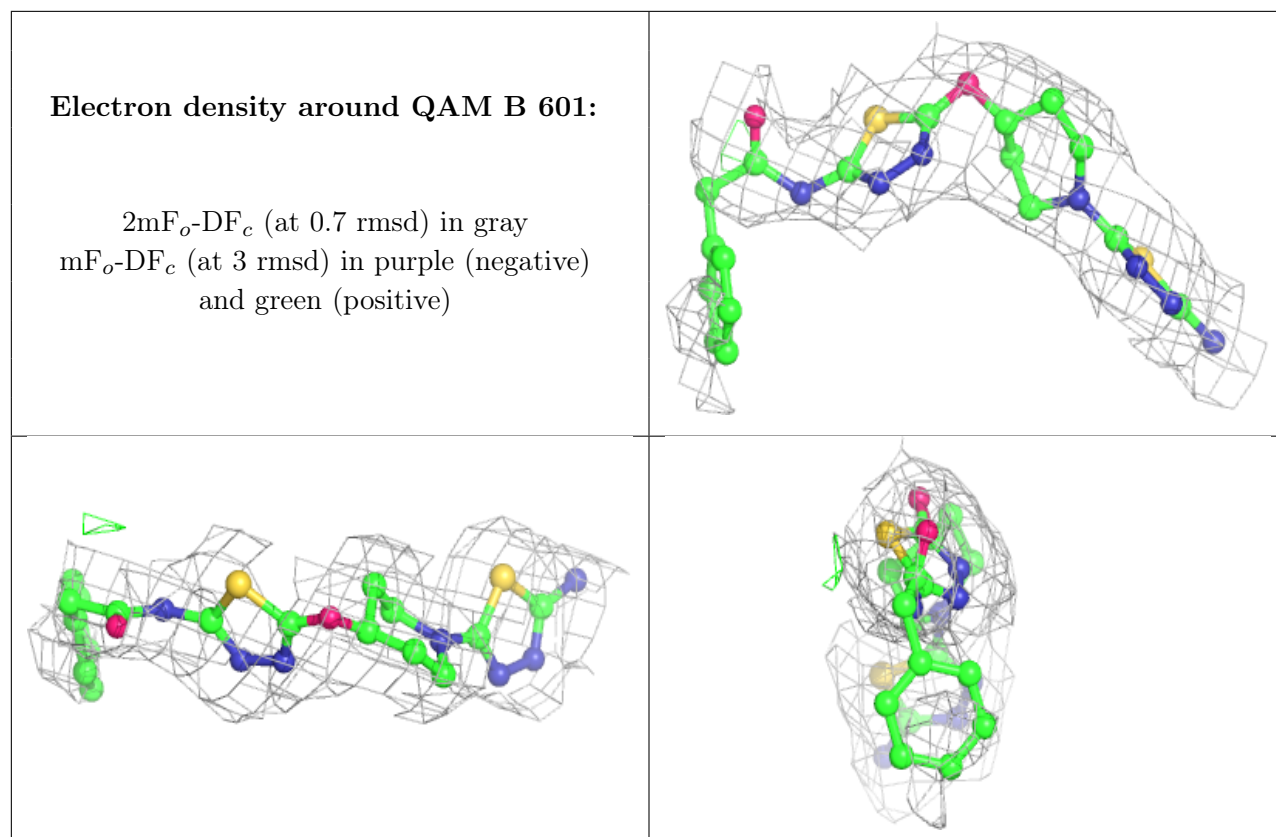 Electron density around QAM B 601:
2mFo-DFc (at 0.7 rmsd) in gray
mFo-DFc (at 3 rmsd) in purple (negative)
and green (positive)